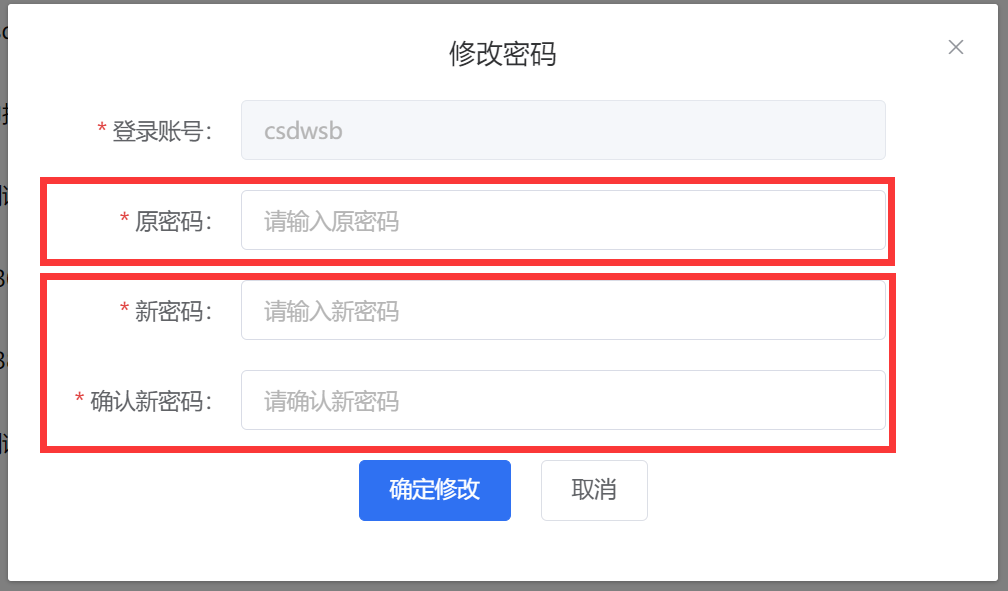 修改密码
* 登录账号：
csdwsb
* 原密码：
请输入原密码
* 新密码：
请输入新密码
* 确认新密码：
请确认新密码
确定修改
取消